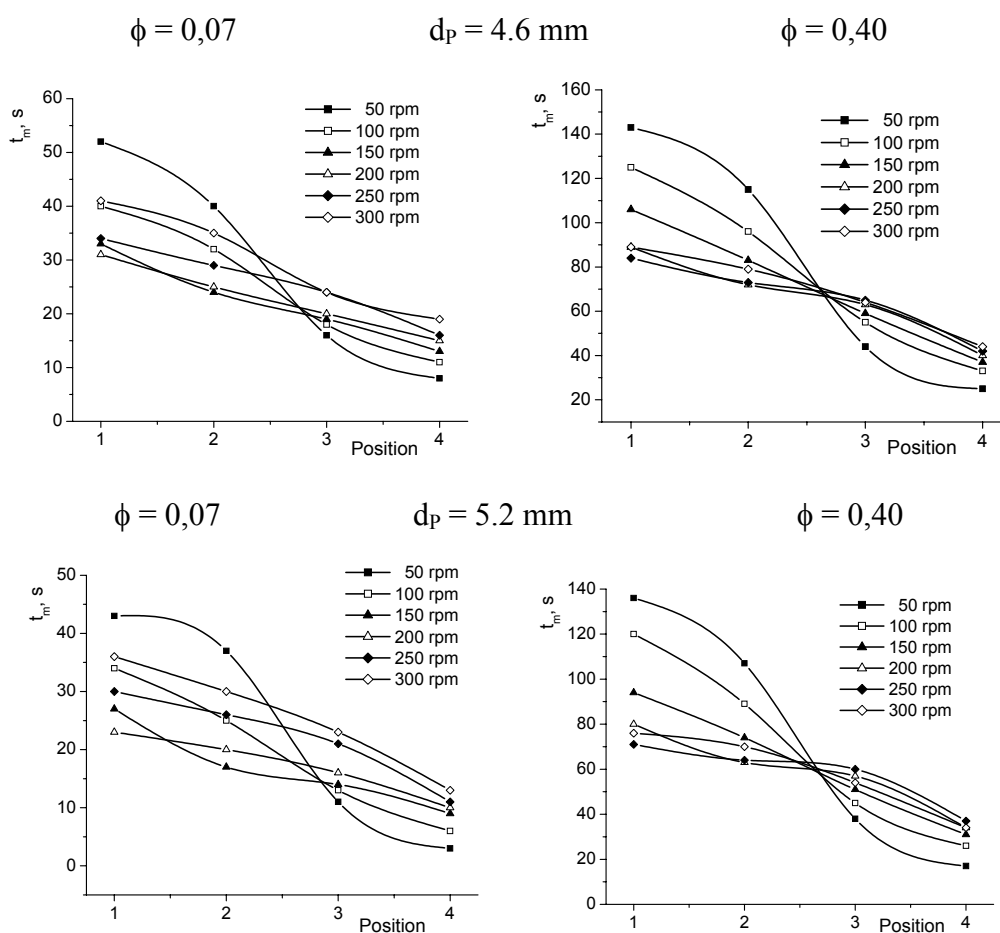 ϕ = 0,07 dP = 4.6 mm ϕ = 0,40
tm, s
60
50
40
30
20
10
0
1 2 3 4
Position
50 rpm
100 rpm
150 rpm
200 rpm
250 rpm
300 rpm
tm, s
160
140
120
100
80
60
40
20
1 2 3 4
Position
50 rpm
100 rpm
150 rpm
200 rpm
250 rpm
300 rpm
ϕ = 0,07 dP = 5.2 mm ϕ = 0,40
tm, s
50
40
30
20
10
0
1 2 3 4
Position
50 rpm
100 rpm
150 rpm
200 rpm
250 rpm
300 rpm
tm, s
140
120
100
80
60
40
20
0
1 2 3 4
Position
50 rpm
100 rpm
150 rpm
200 rpm
250 rpm
300 rpm